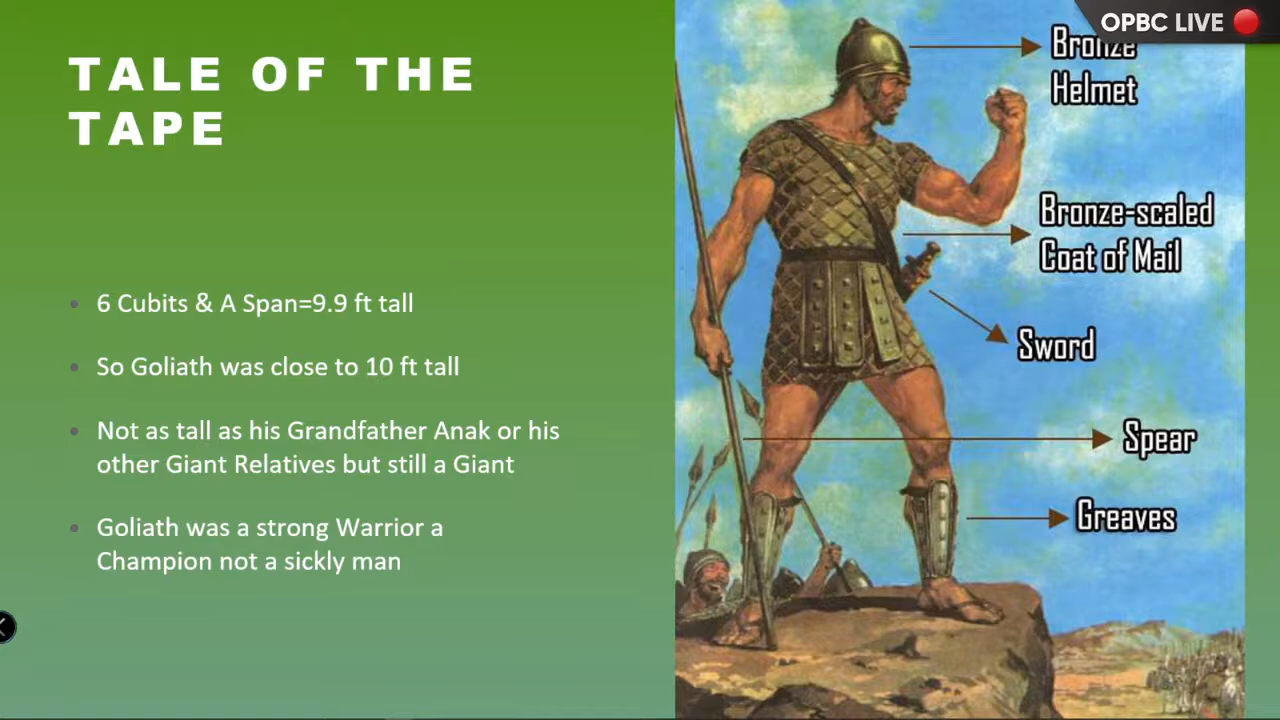 TALE OF THE
TAPE
6 Cubits & A Span=9.9 ft tall
So Goliath was close to 10 ft tall
Not as tall as his Grandfather Anak or his
other Giant Relatives but still a Giant
Goliath was a strong Warrior a
Champion not a sickly man
OPBC LIVE
Bronze
Helmet
Bronze-scaled
Coat of Mail
Sword
Spear
Greaves